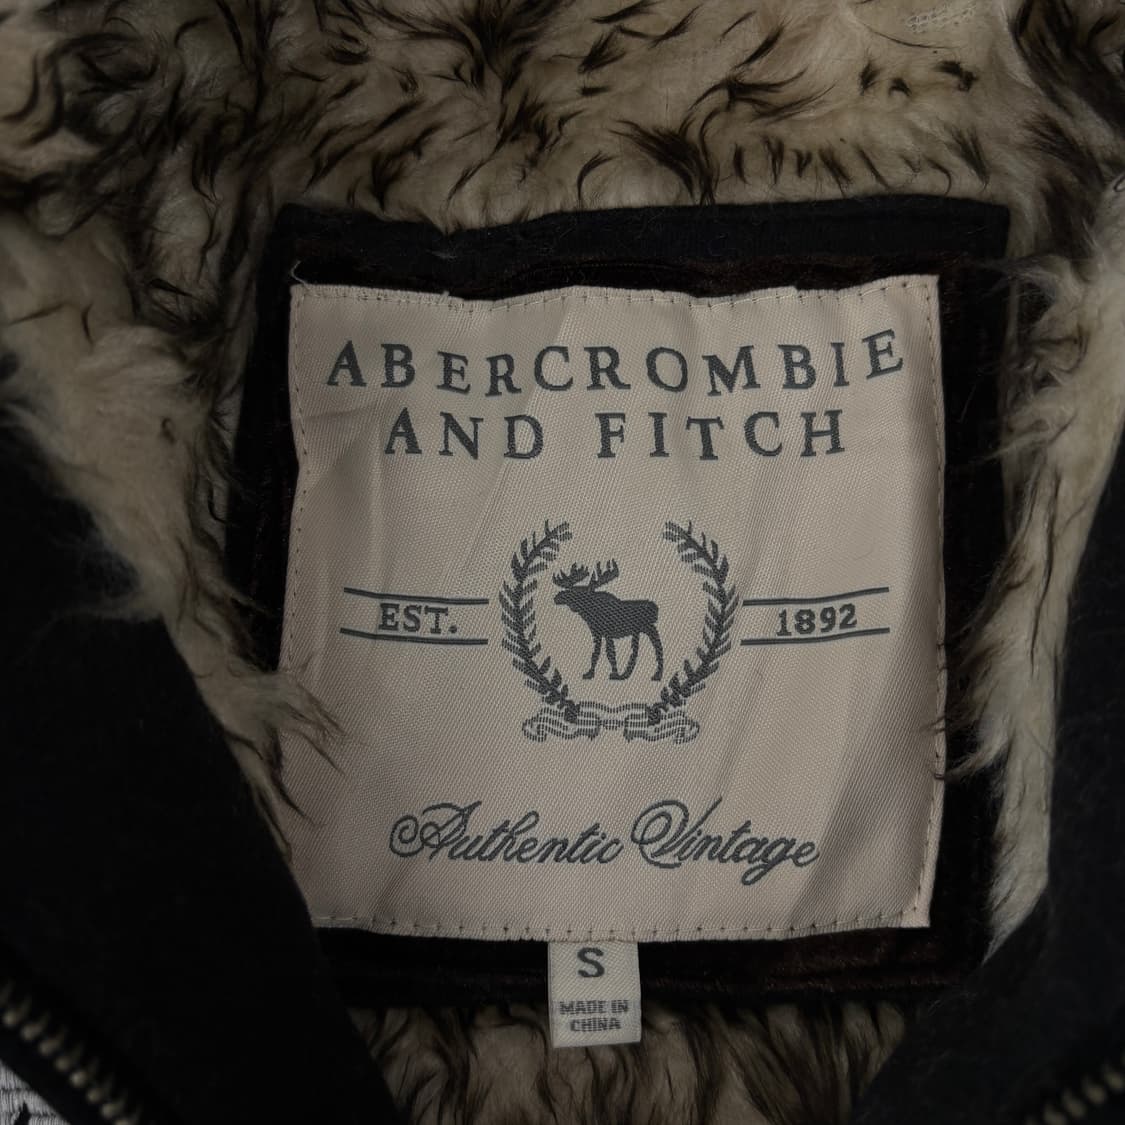 ABERCROMBIE
AND FITCH
EST. 1892
Authentic Vintage
S
MADE IN
CHINA